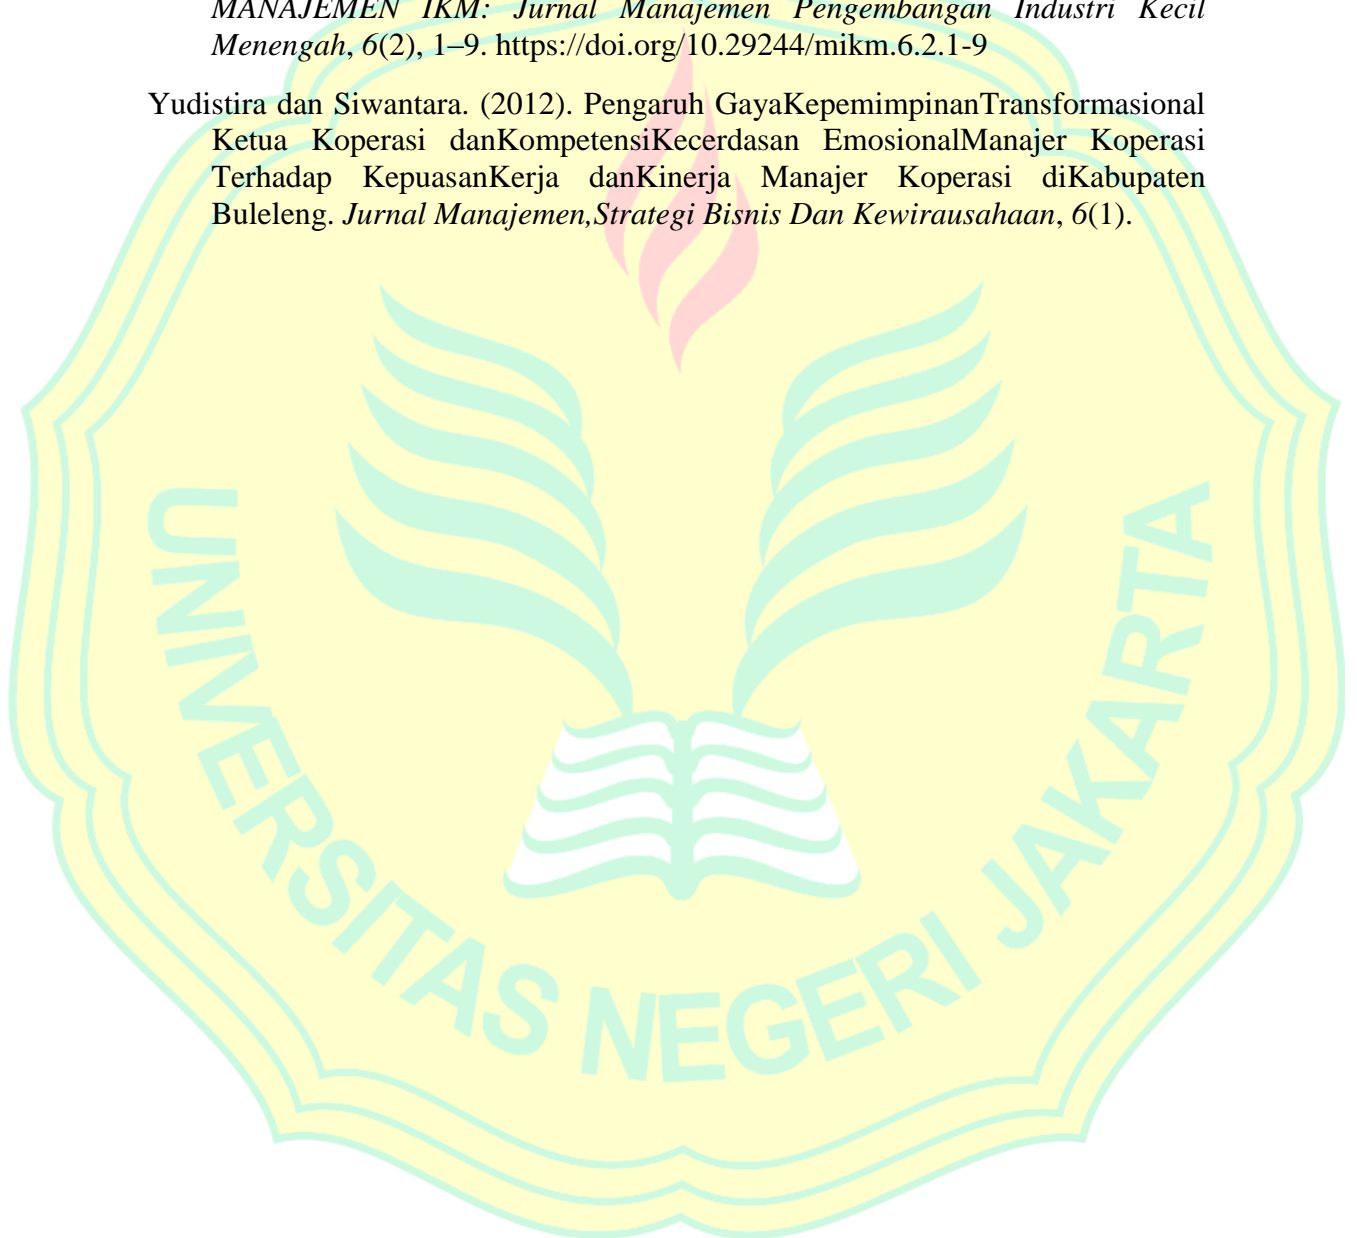 MANAJEMEN IKM: Jurnal Manajemen Pengembangan Industri Kecil
Menengah, 6(2), 1–9. https://doi.org/10.29244/mikm.6.2.1-9
Yudistira dan Siwantara. (2012). Pengaruh GayaKepemimpinanTransformasional
Ketua Koperasi danKompetensiKecerdasan EmosionalManajer Koperasi
Terhadap KepuasanKerja danKinerja Manajer Koperasi diKabupaten
Buleleng. Jurnal Manajemen,Strategi Bisnis Dan Kewirausahaan, 6(1).
UNIVERSITAS NEGERI JAKARTA